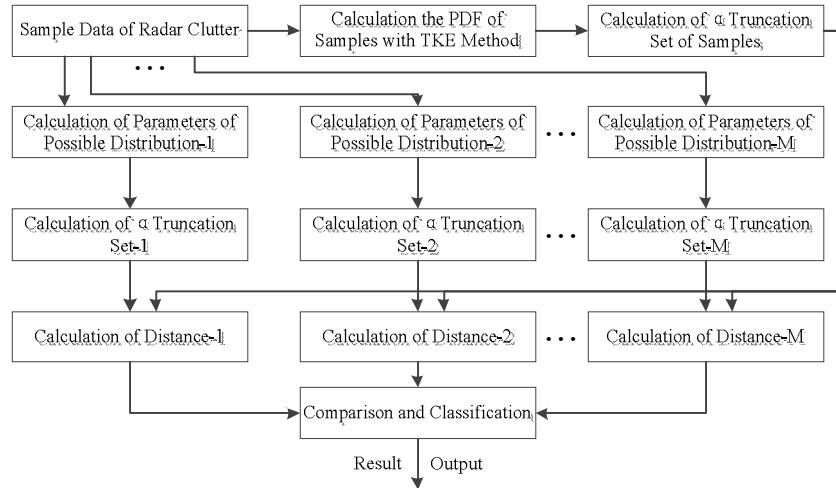 Sample Data of Radar Clutter
Calculation the PDF of
Samples with TKE Method
Calculation of α Truncation
Set of Samples
...
Calculation of Parameters of
Possible Distribution-1
Calculation of Parameters of
Possible Distribution-2
...
Calculation of Parameters of
Possible Distribution-M
Calculation of α Truncation
Set-1
Calculation of α Truncation
Set-2
...
Calculation of α Truncation
Set-M
Calculation of Distance-1
Calculation of Distance-2
...
Calculation of Distance-M
Comparison and Classification
Result Output